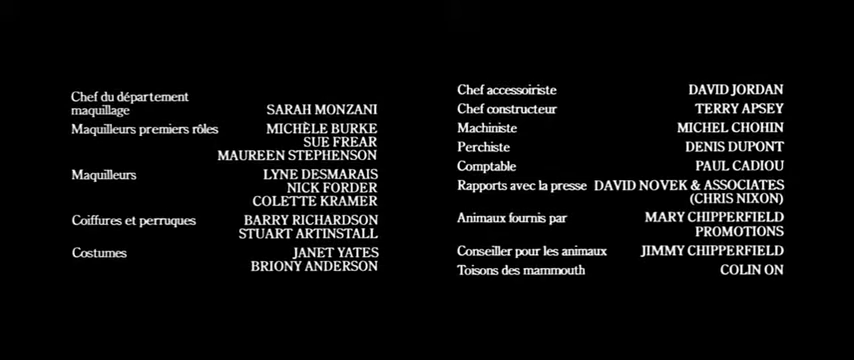 Chef du département
maquillage SARAH MONZANI
Maquilleurs premiers rôles MICHÈLE BURKE
SUE FREAR
MAUREEN STEPHENSON
Maquilleurs LYNE DESMARAIS
NICK FORDER
COLETTE KRAMER
Coiffures et perruques BARRY RICHARDSON
STUART ARTINSTALL
Costumes JANET YATES
BRIONY ANDERSON
Chef accessoiriste DAVID JORDAN
Chef constructeur TERRY APSEY
Machiniste MICHEL CHOHIN
Perchiste DENIS DUPONT
Comptable PAUL CADIOU
Rapports avec la presse DAVID NOVEK & ASSOCIATES
(CHRIS NIXON)
Animaux fournis par MARY CHIPPERFIELD
PROMOTIONS
Conseiller pour les animaux JIMMY CHIPPERFIELD
Toisons des mammouth COLIN ON